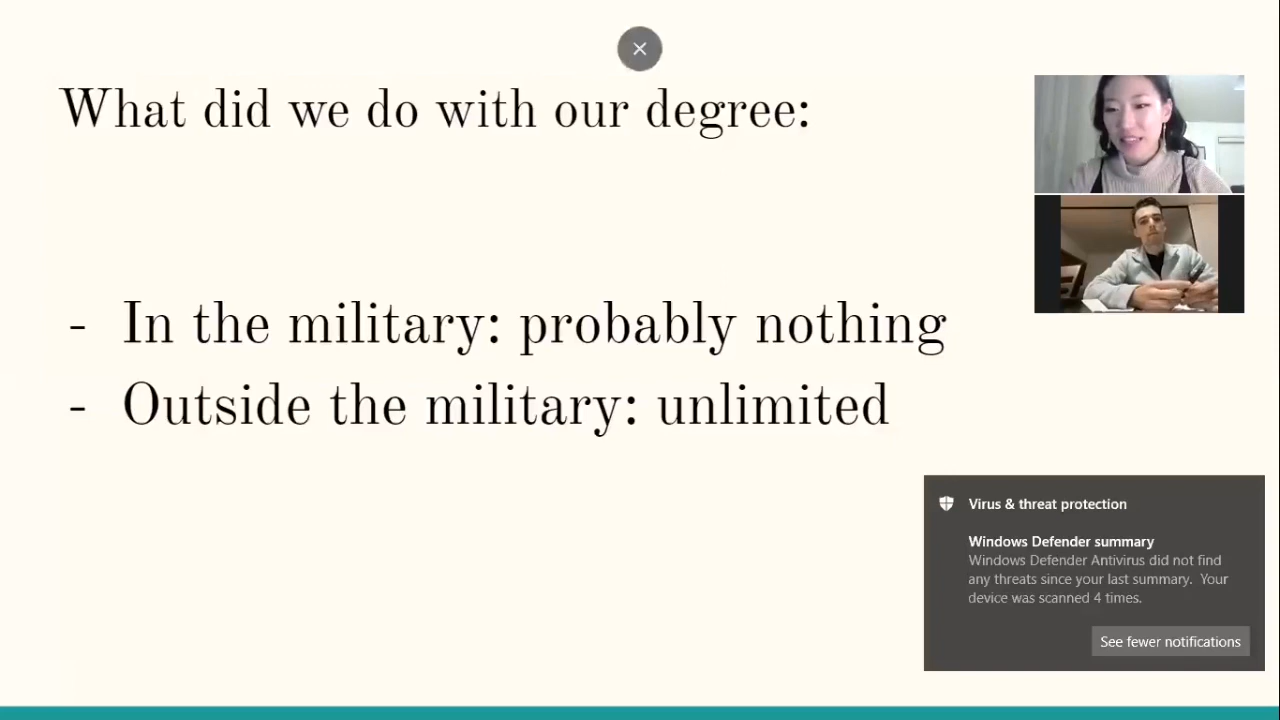 What did we do with our degree:
- In the military: probably nothing
- Outside the military: unlimited
Virus & threat protection
Windows Defender summary
Windows Defender Antivirus did not find
any threats since your last summary. Your
device was scanned 4 times.
See fewer notifications